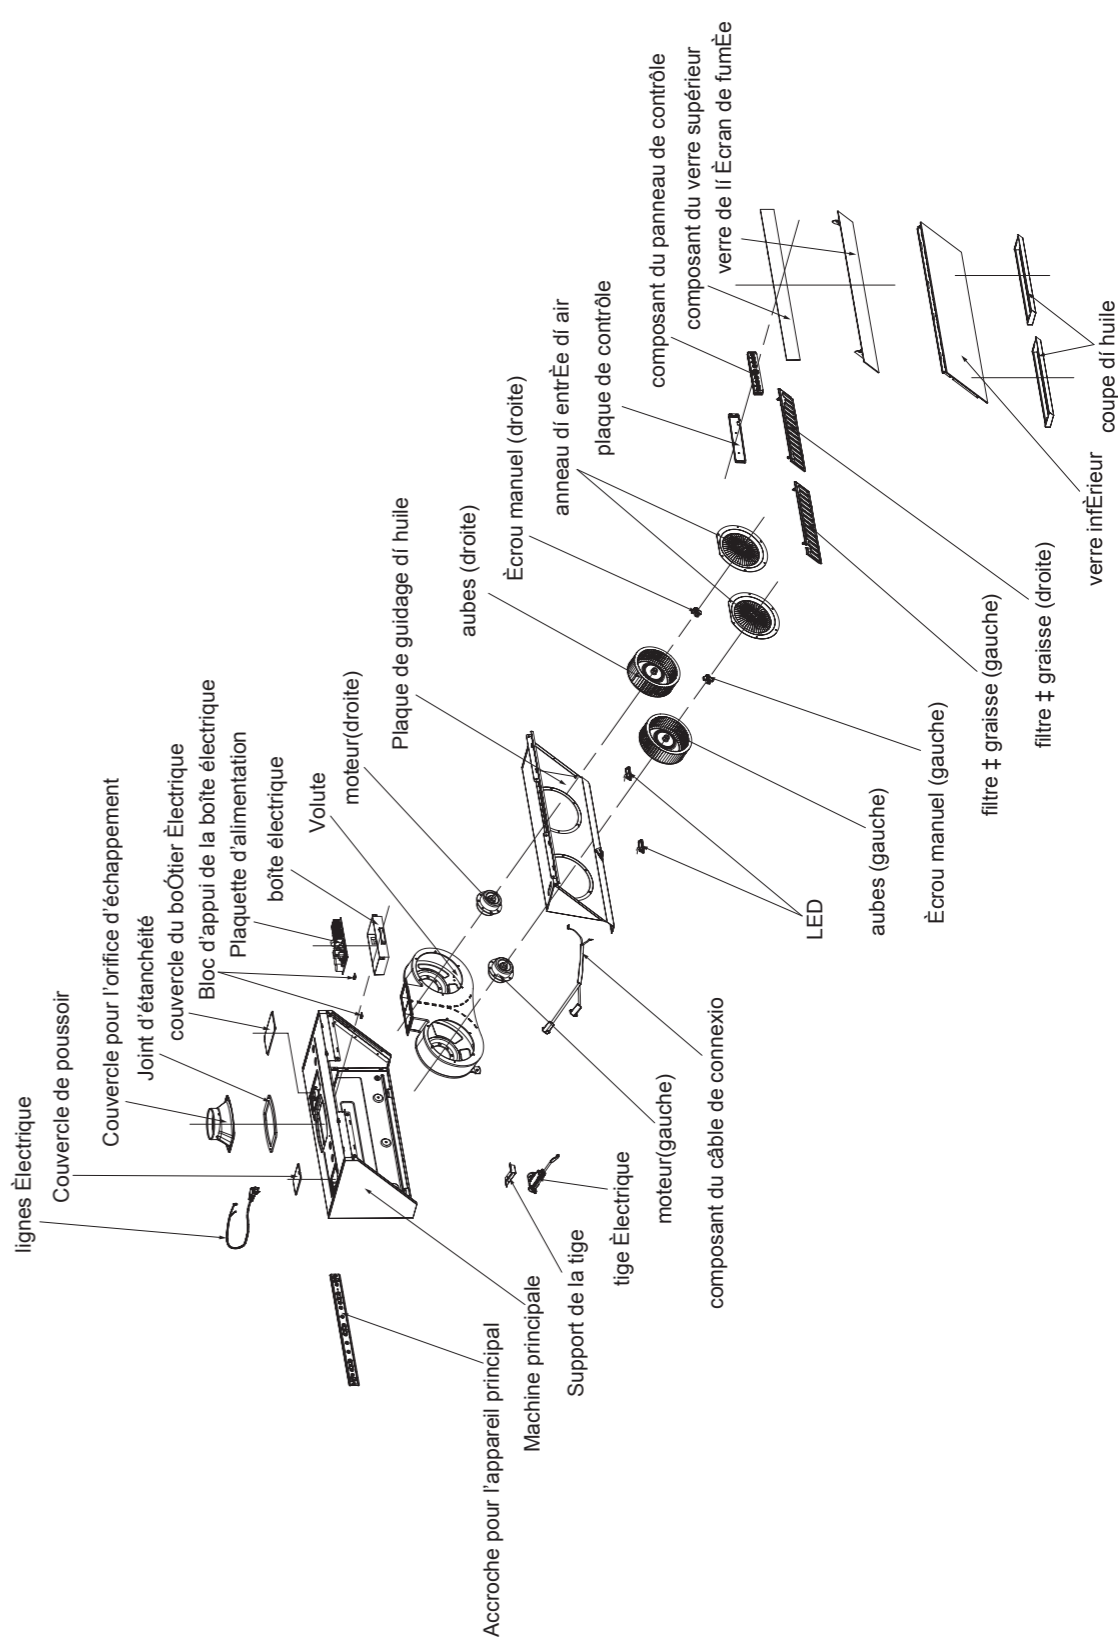 lignes Èlectrique
Couvercle de poussoir
Couvercle pour l'orifice d'échappement
Joint d'étanchéité
couvercle du boÓtier Èlectrique
Bloc d'appui de la boîte électrique
Plaquette d'alimentation
boîte électrique
Volute
moteur(droite)
Plaque de guidage dí huile
aubes (droite)
Ècrou manuel (droite)
anneau dí entrÈe dí air
plaque de contrôle
composant du panneau de contrôle
composant du verre supérieur
verre de lí Ècran de fumÈe
Accroche pour l'appareil principal
Machine principale
Support de la tige
tige Èlectrique
moteur(gauche)
composant du câble de connexio
LED
aubes (gauche)
Ècrou manuel (gauche)
filtre ‡ graisse (gauche)
filtre ‡ graisse (droite)
verre infÈrieur
coupe dí huile